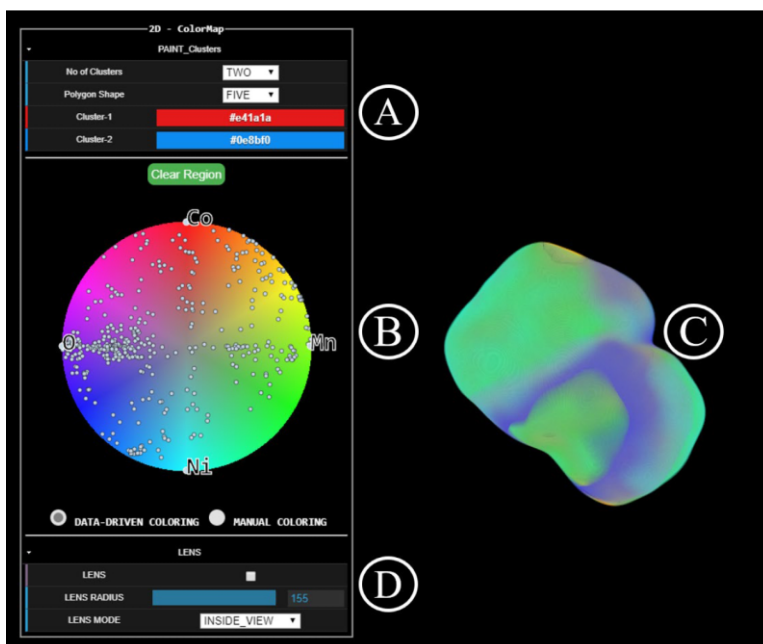 2D - ColorMap
PAINT_Clusters
No of Clusters TWO
Polygon Shape FIVE
Cluster-1 #e41a1a
Cluster-2 #0e8bf0
A
Clear Region
Co
O Mn
B
C
Ni
DATA-DRIVEN COLORING MANUAL COLORING
LENS
LENS
LENS RADIUS 155
D
LENS MODE INSIDE_VIEW